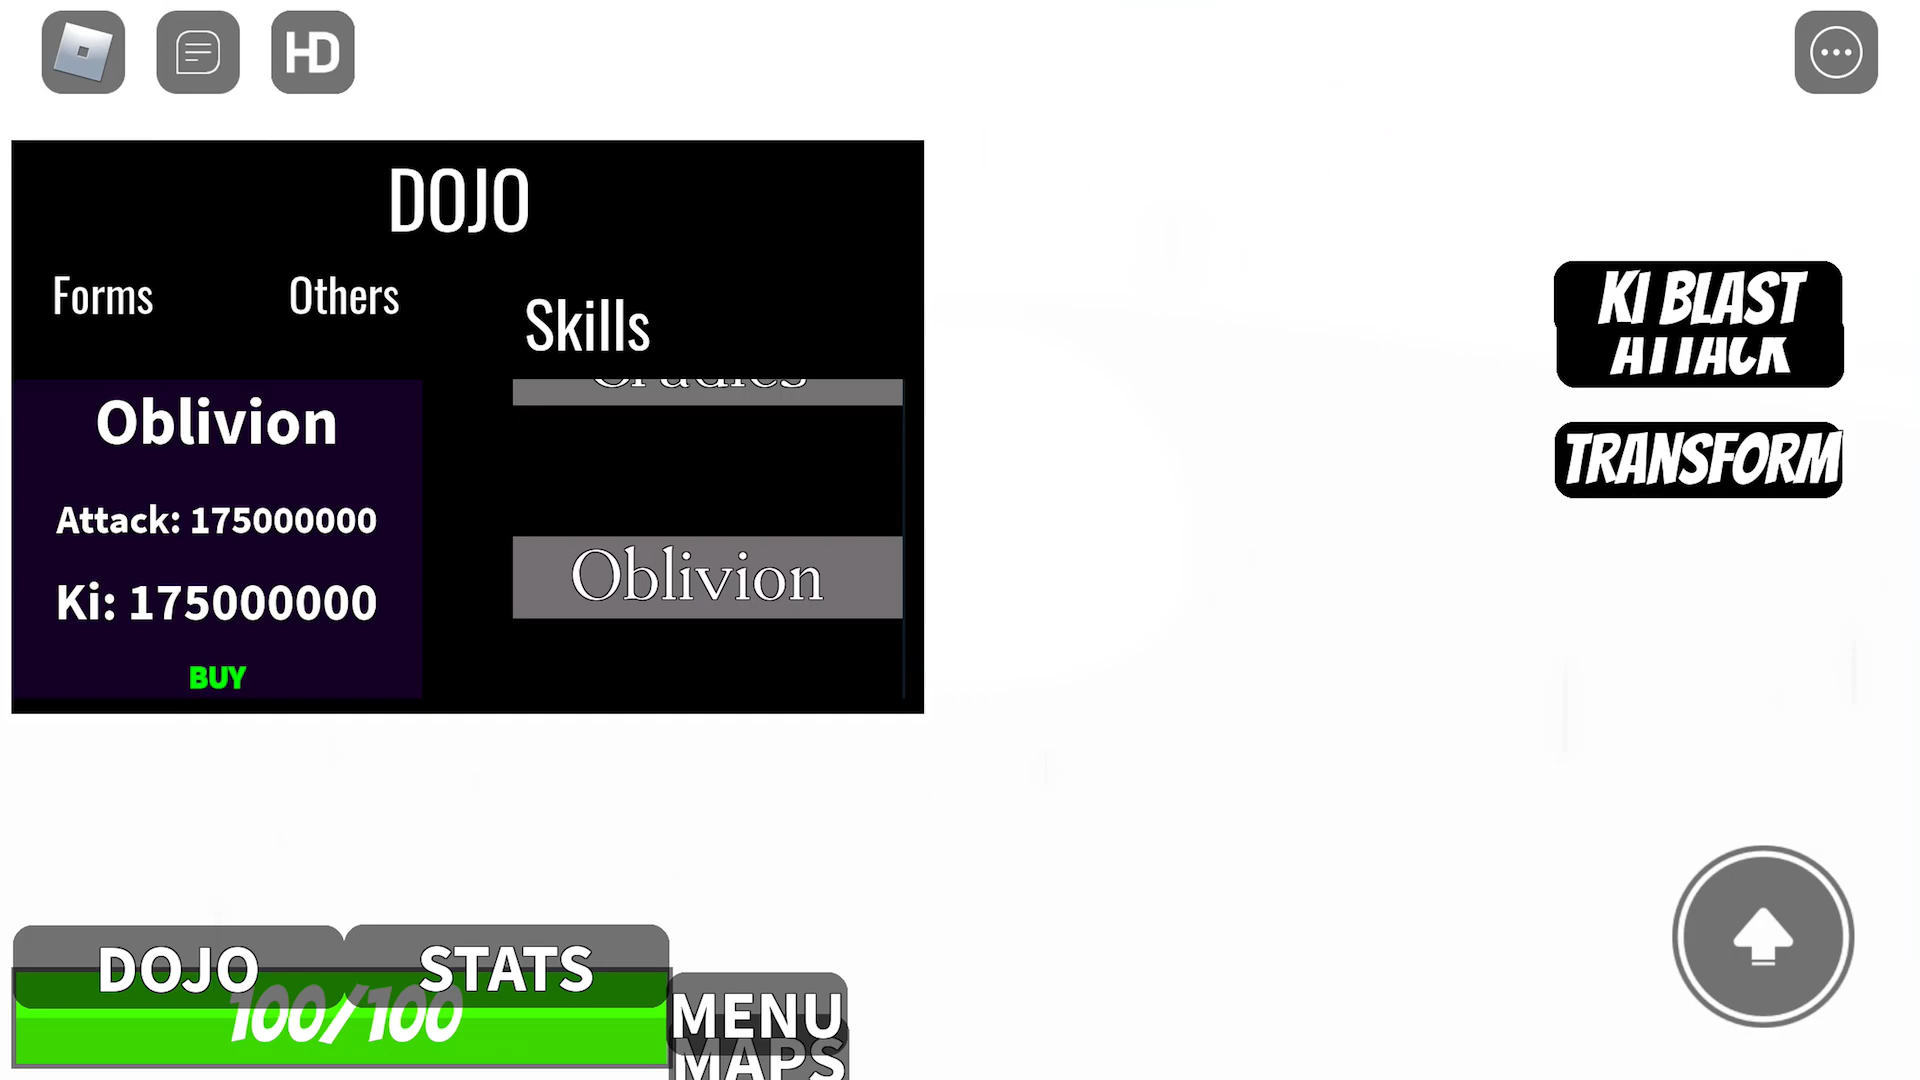 HD
DOJO
Forms
Others
Skills
Oblivion
Attack: 175000000
Ki: 175000000
BUY
Oblivion
KI BLAST
ATTACK
TRANSFORM
DOJO
STATS
100/100
MENU
MAPS